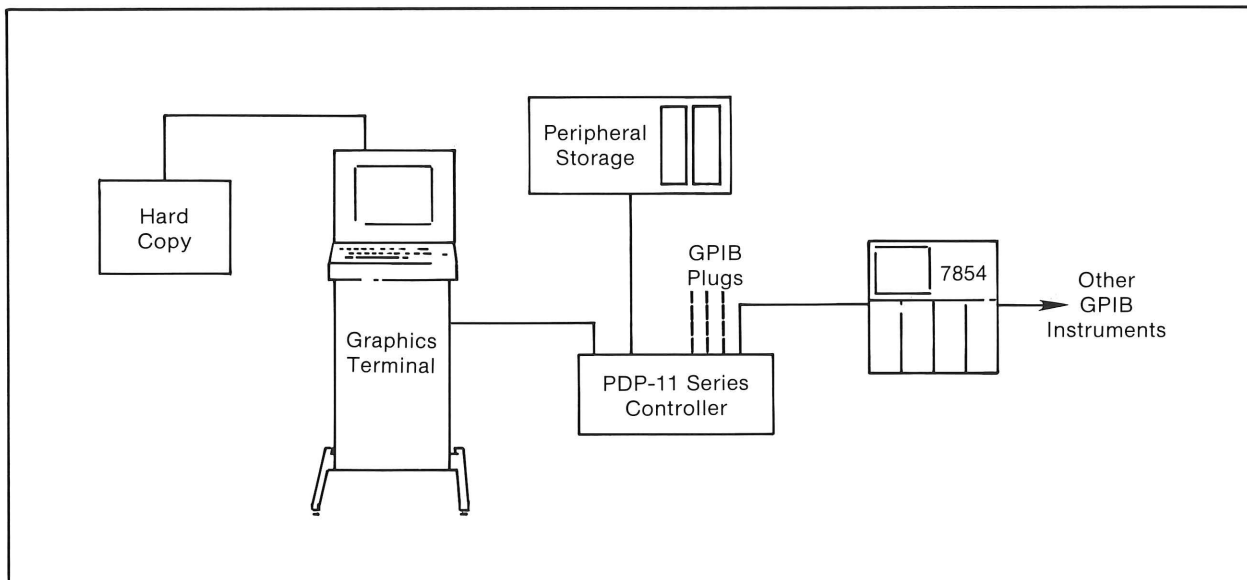 Hard
Copy
Graphics
Terminal
Peripheral
Storage
GPIB
Plugs
PDP-11 Series
Controller
7854
Other
GPIB
Instruments